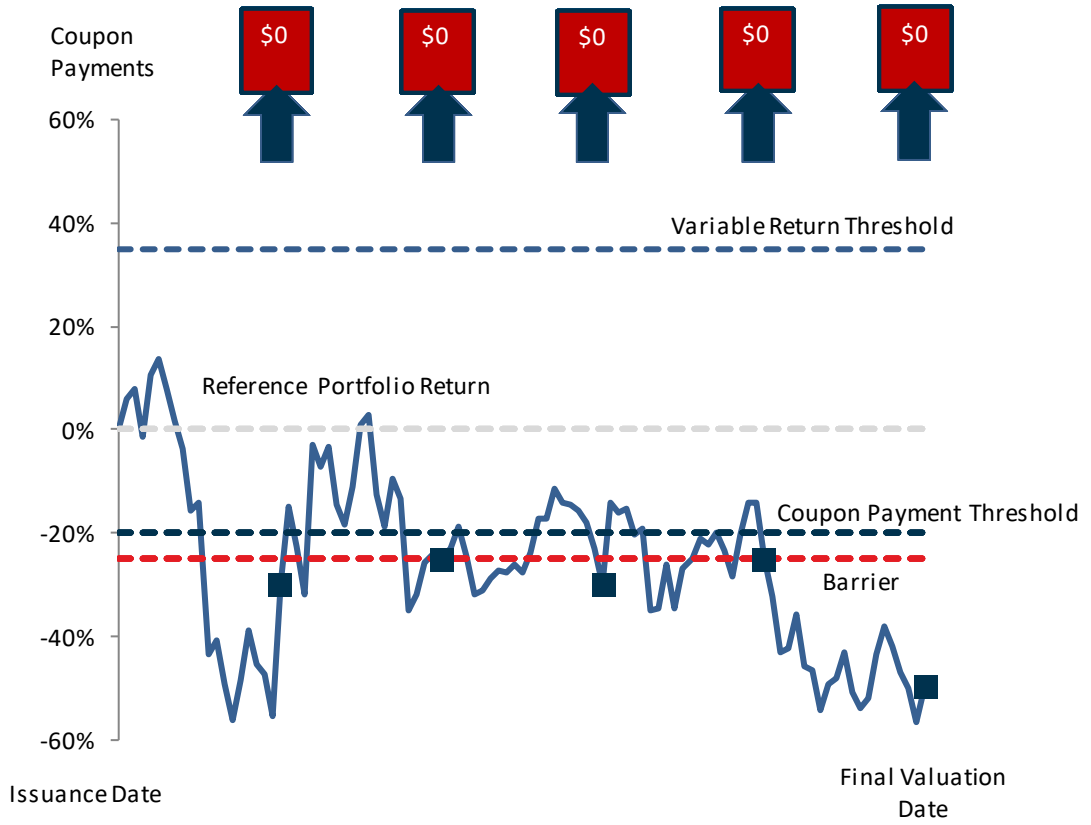 Coupon
Payments
$0
$0
$0
$0
$0
60%
40%
Variable Return Threshold
20%
Reference Portfolio Return
0%
-20%
Coupon Payment Threshold
Barrier
-40%
-60%
Issuance Date
Final Valuation
Date